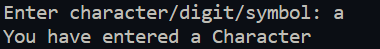 Enter character/digit/symbol: a
You have entered a Character